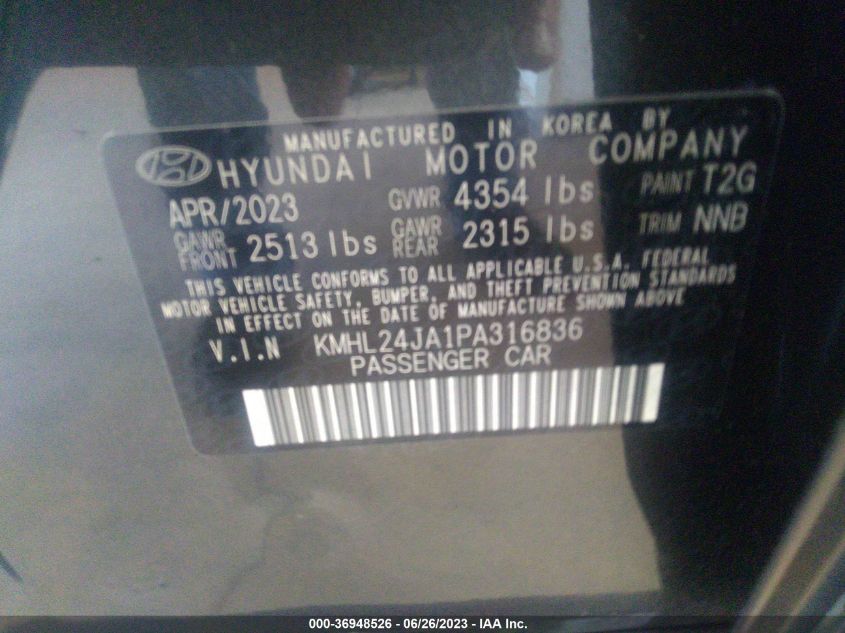 MANUFACTURED IN KOREA BY
HYUNDAI MOTOR COMPANY
APR/2023 GVWR 4354 lbs PAINT T2G
GAWR FRONT 2513 lbs GAWR REAR 2315 lbs TRIM NNB
THIS VEHICLE CONFORMS TO ALL APPLICABLE U.S.A. FEDERAL
MOTOR VEHICLE SAFETY, BUMPER, AND THEFT PREVENTION STANDARDS
IN EFFECT ON THE DATE OF MANUFACTURE SHOWN ABOVE
V.I.N KMHL24JA1PA316836
PASSENGER CAR
000-36948526 - 06/26/2023 - IAA Inc.